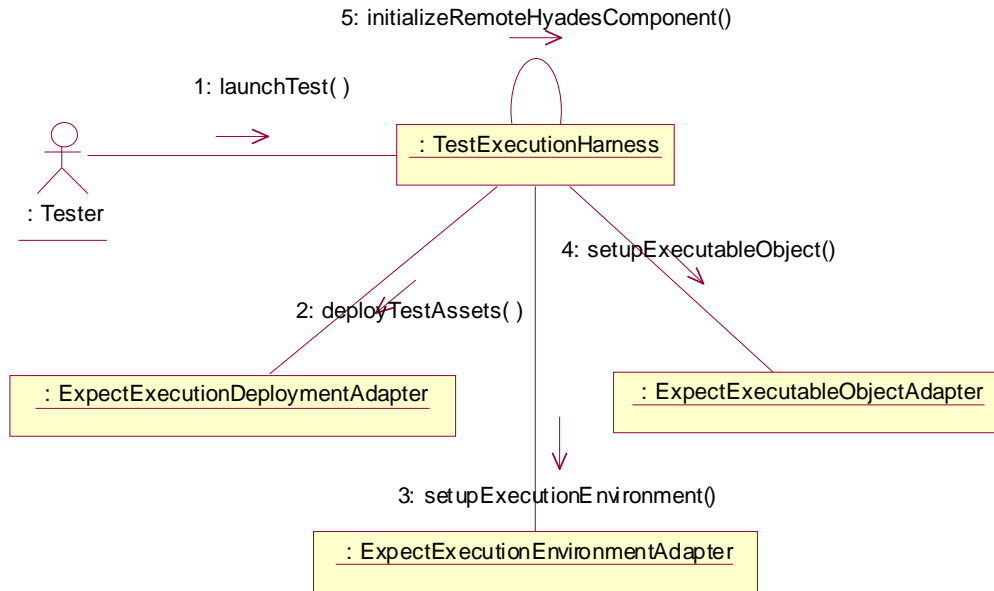 5: initializeRemoteHyadesComponent()
1: launchTest( )
: TestExecutionHarness
: Tester
4: setupExecutableObject()
2: deployTestAssets( )
: ExpectExecutionDeploymentAdapter
: ExpectExecutableObjectAdapter
3: setupExecutionEnvironment()
: ExpectExecutionEnvironmentAdapter